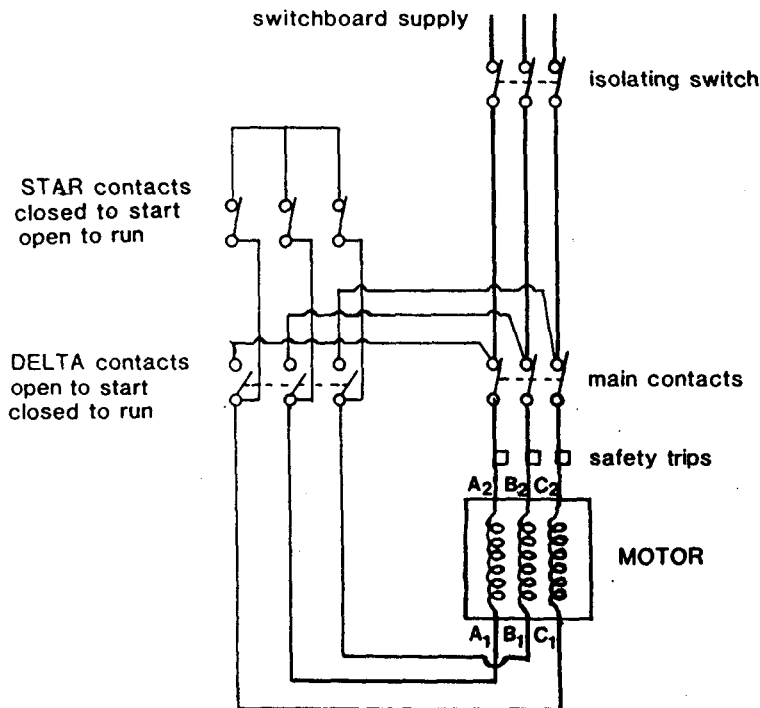 switchboard supply
isolating switch
STAR contacts
closed to start
open to run
DELTA contacts
open to start
closed to run
main contacts
safety trips
A2 B2 C2
MOTOR
A1 B1 C1